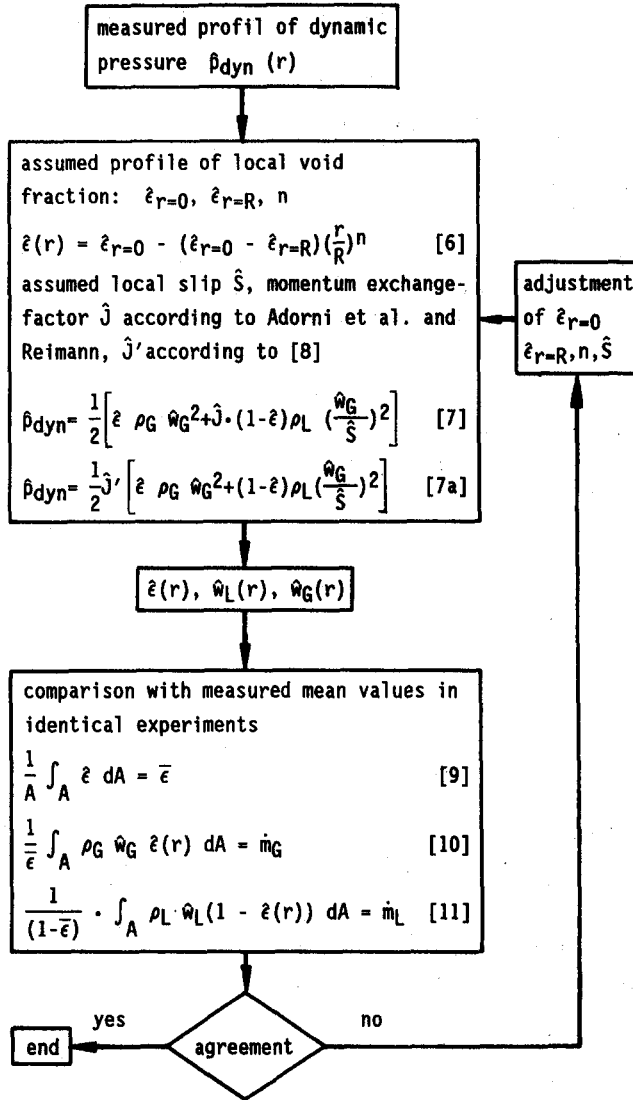 measured profil of dynamic
pressure p̂dyn (r)
assumed profile of local void
fraction: ε̂r=0, ε̂r=R, n
ε̂(r) = ε̂r=0 - (ε̂r=0 - ε̂r=R)(r/R)^n [6]
assumed local slip Ŝ, momentum exchange-
factor Ĵ according to Adorni et al. and
Reimann, Ĵ′according to [8]
p̂dyn= 1/2[ε̂ ρG ŵG²+Ĵ·(1-ε̂)ρL (ŵG/Ŝ)²] [7]
p̂dyn= 1/2Ĵ′[ε̂ ρG ŵG²+(1-ε̂)ρL(ŵG/Ŝ)²] [7a]
adjustment
of ε̂r=0
ε̂r=R,n,Ŝ
ε̂(r), ŵL(r), ŵG(r)
comparison with measured mean values in
identical experiments
1/A ∫A ε̂ dA = ε̅ [9]
1/ε̅ ∫A ρG ŵG ε̂(r) dA = ṁG [10]
1/(1-ε̅) · ∫A ρL ŵL(1 - ε̂(r)) dA = ṁL [11]
yes
no
end
agreement